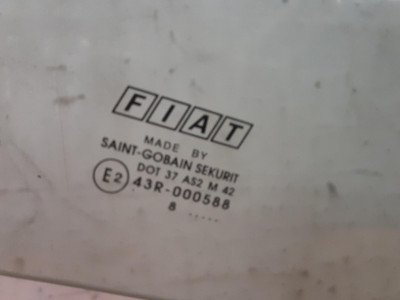 FIAT
MADE BY
SAINT-GOBAIN SEKURIT
DOT 37 AS2 M 42
E2 43R-000588
8 .....